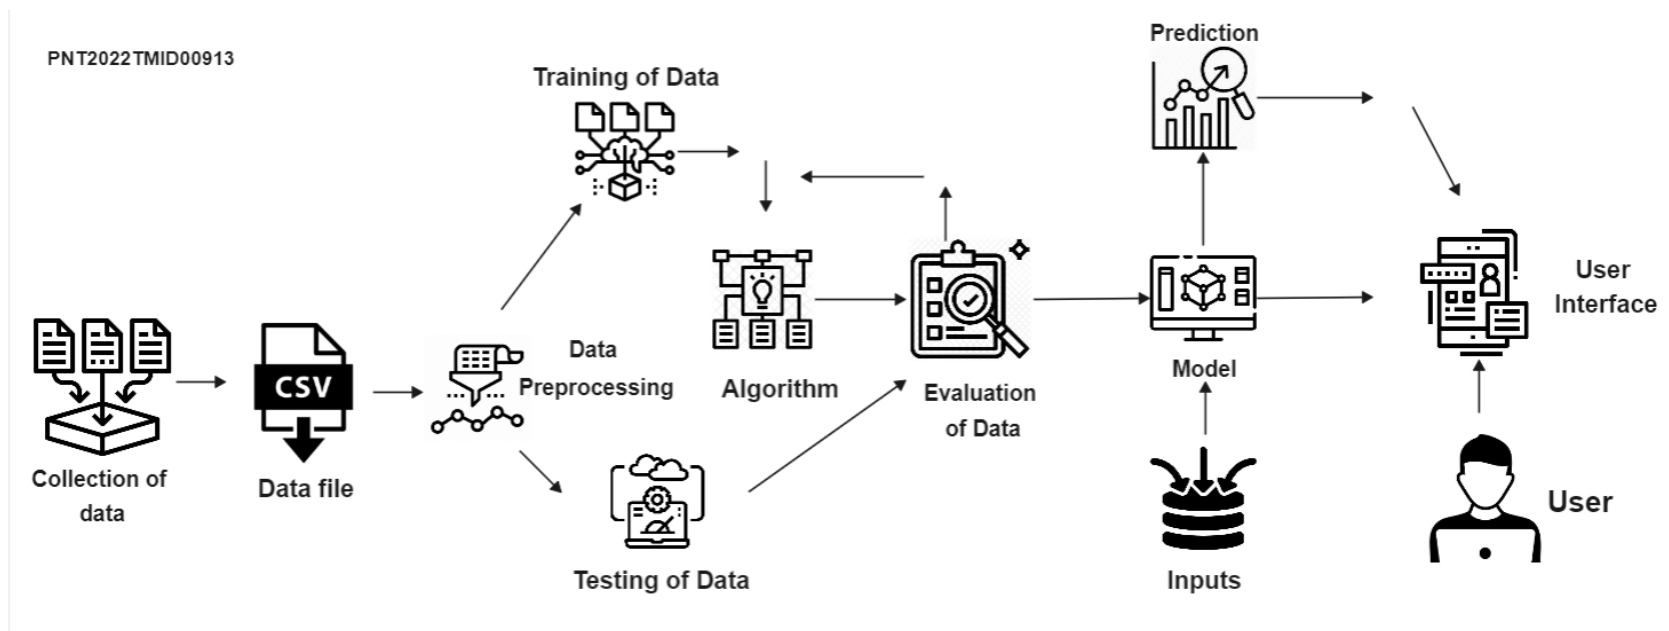 PNT2022TMID00913
Training of Data
Prediction
Data
Preprocessing
CSV
Collection of
data
Data file
Testing of Data
Algorithm
Evaluation
of Data
Model
Inputs
User
Interface
User